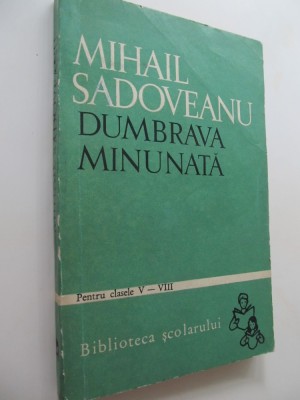 MIHAIL
SADOVEANU
DUMBRAVA
MINUNATĂ
Pentru clasele V — VIII
Biblioteca școlarului